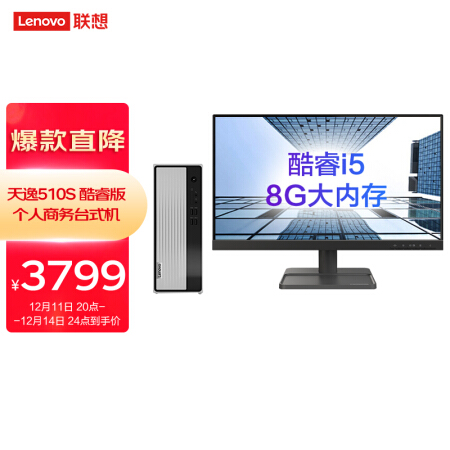 Lenovo 联想
爆款直降
天逸510S 酷睿版
个人商务台式机
¥3799
12月11日 20点-
-12月14日 24点到手价
Lenovo
酷睿i5
8G大内存